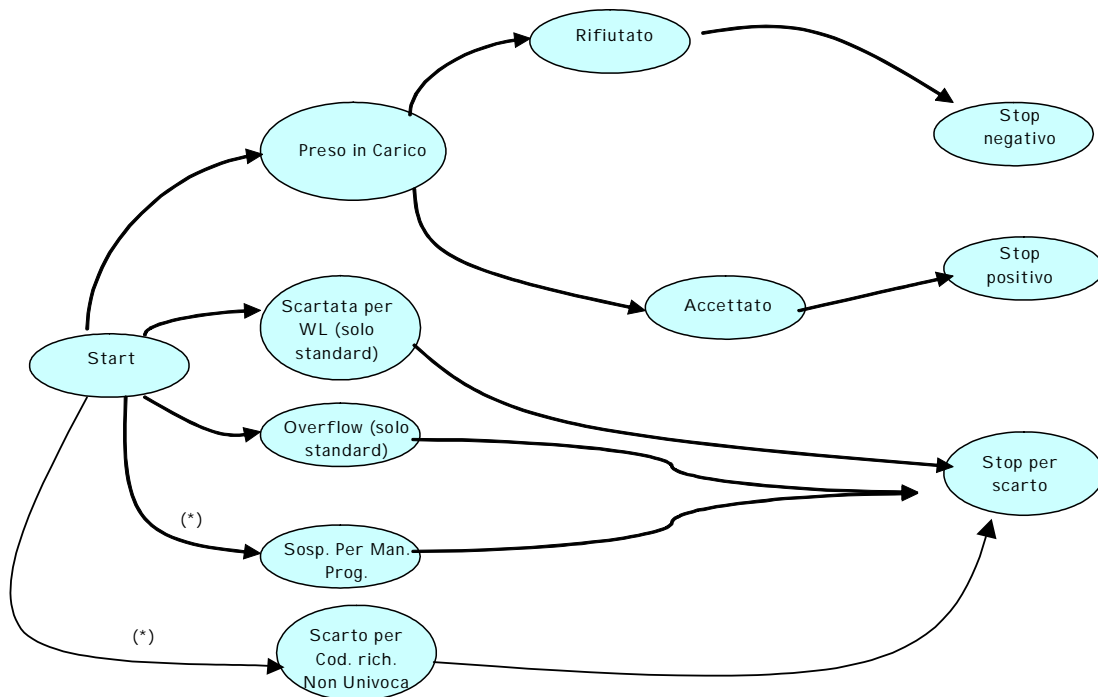 Rifiutato
Stop
negativo
Preso in Carico
Stop
positivo
Accettato
Scartata per
WL (solo
standard)
Start
Overflow (solo
standard)
Stop per
scarto
(*)
Sosp. Per Man.
Prog.
(*)
Scarto per
Cod. rich.
Non Univoca